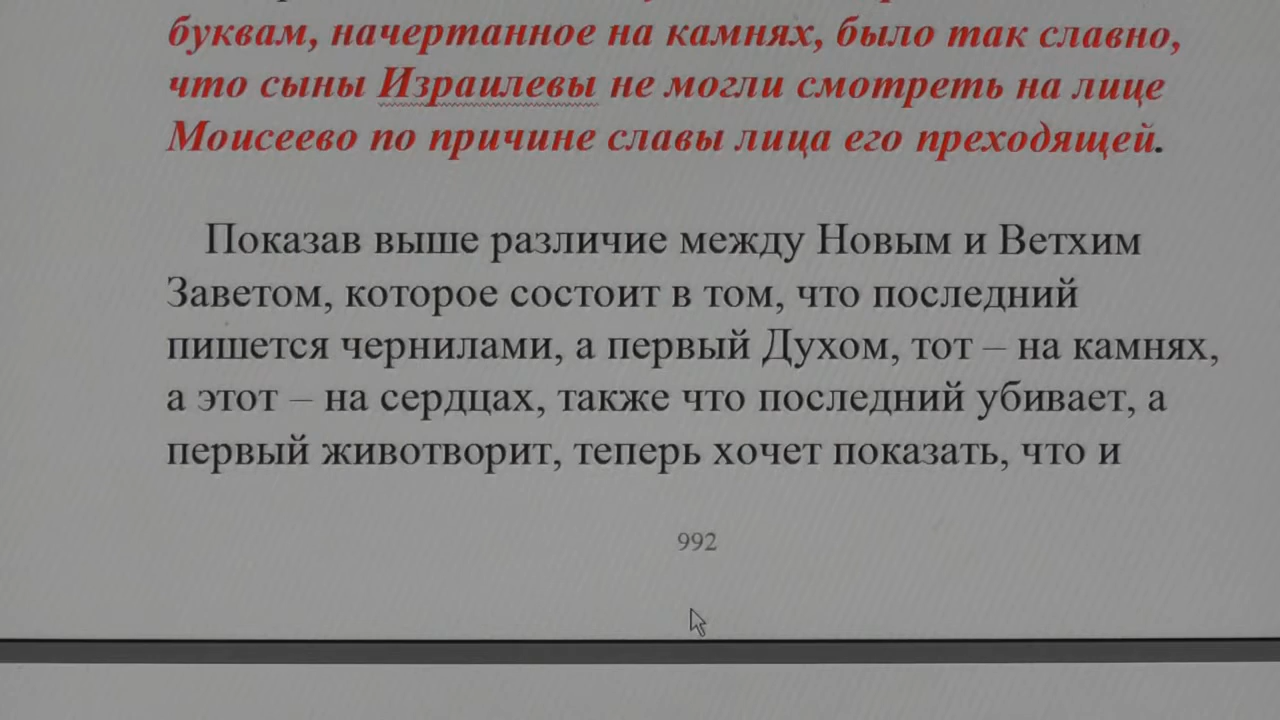 буквам, начертанное на камнях, было так славно,
что сыны Израилевы не могли смотреть на лице
Моисеево по причине славы лица его преходящей.
Показав выше различие между Новым и Ветхим
Заветом, которое состоит в том, что последний
пишется чернилами, а первый Духом, тот – на камнях,
а этот – на сердцах, также что последний убивает, а
первый животворит, теперь хочет показать, что и
992